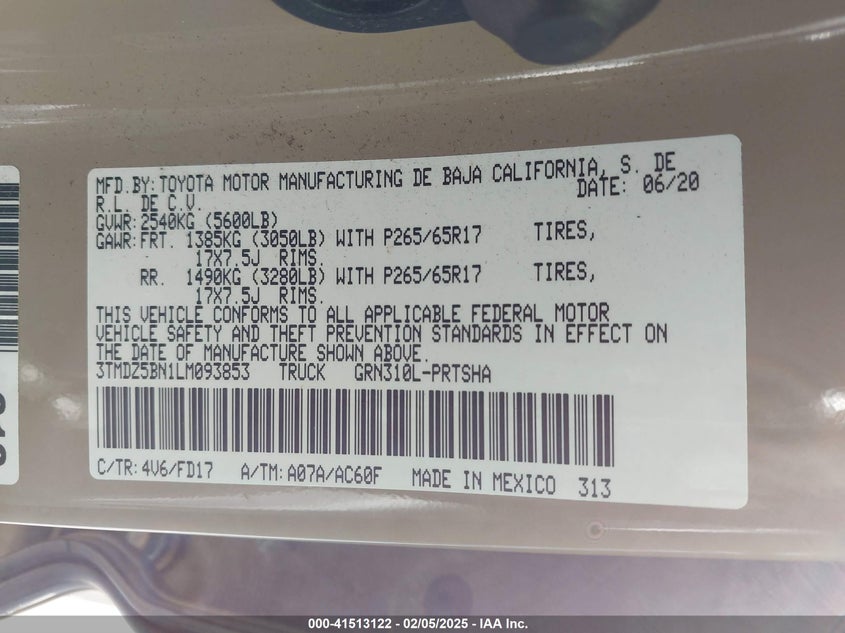 MFD.BY:TOYOTA MOTOR MANUFACTURING DE BAJA CALIFORNIA, S. DE
R.L. DE C.V. DATE: 06/20
GVWR:2540KG (5600LB)
GAWR:FRT. 1385KG (3050LB) WITH P265/65R17 TIRES,
17X7.5J RIMS.
RR. 1490KG (3280LB) WITH P265/65R17 TIRES,
17X7.5J RIMS.
THIS VEHICLE CONFORMS TO ALL APPLICABLE FEDERAL MOTOR
VEHICLE SAFETY AND THEFT PREVENTION STANDARDS IN EFFECT ON
THE DATE OF MANUFACTURE SHOWN ABOVE.
3TMDZ5BN1LM093853 TRUCK GRN310L-PRTSHA
C/TR:4V6/FD17 A/TM:A07A/AC60F MADE IN MEXICO 313
000-41513122 - 02/05/2025 - IAA Inc.